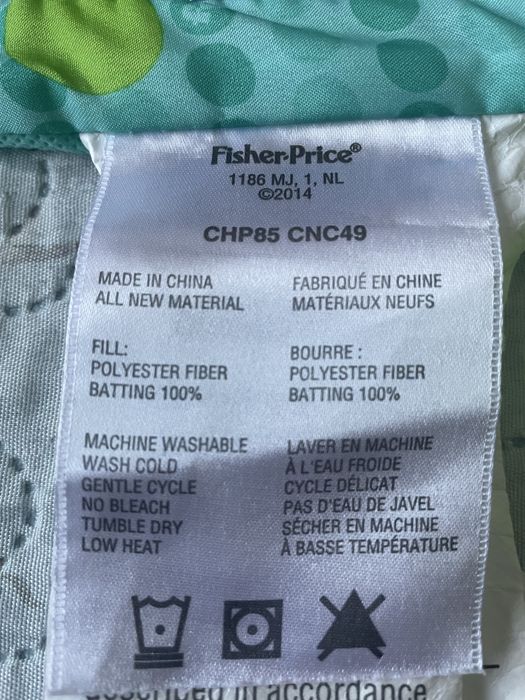 Fisher-Price®
1186 MJ, 1, NL
©2014
CHP85 CNC49
MADE IN CHINA
ALL NEW MATERIAL
FABRIQUÉ EN CHINE
MATÉRIAUX NEUFS
FILL:
POLYESTER FIBER
BATTING 100%
BOURRE :
POLYESTER FIBER
BATTING 100%
MACHINE WASHABLE
WASH COLD
GENTLE CYCLE
NO BLEACH
TUMBLE DRY
LOW HEAT
LAVER EN MACHINE
À L'EAU FROIDE
CYCLE DÉLICAT
PAS D'EAU DE JAVEL
SÉCHER EN MACHINE
À BASSE TEMPÉRATURE
described in accordance